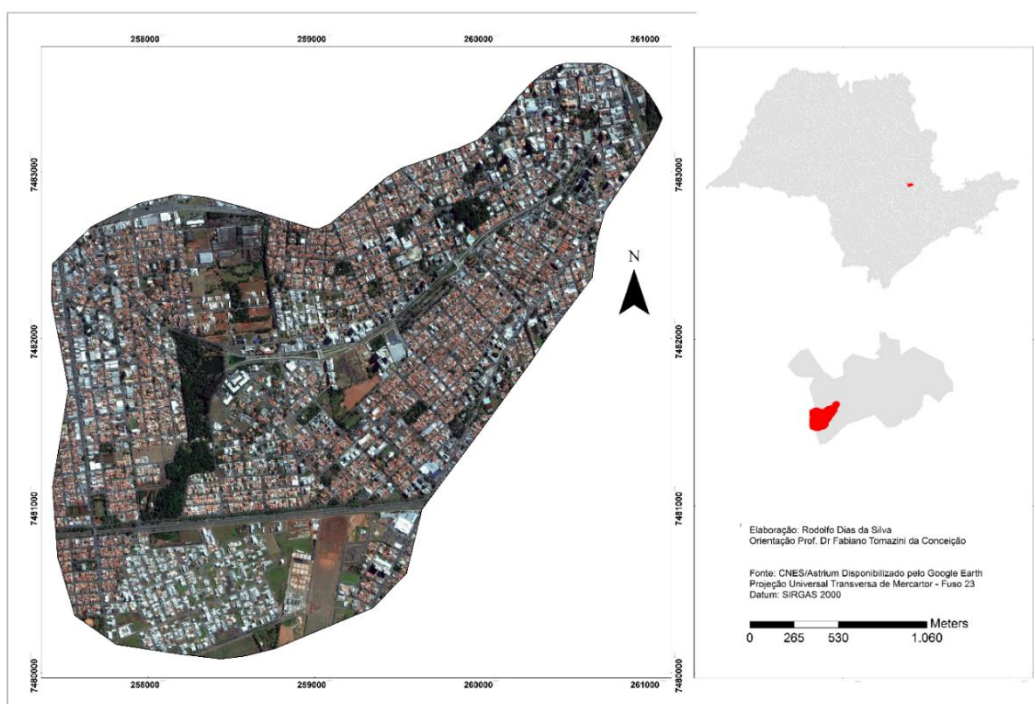 258000 259000 260000 261000
7483000 7483000
7482000 7482000
7481000 7481000
7480000 7480000
258000 259000 260000 261000
N
Elaboração: Rodolfo Dias da Silva
Orientação Prof. Dr Fabiano Tomazini da Conceição
Fonte: CNES/Astrium Disponibilizado pelo Google Earth
Projeção Universal Transversa de Mercartor - Fuso 23
Datum: SIRGAS 2000
Meters
0 265 530 1.060